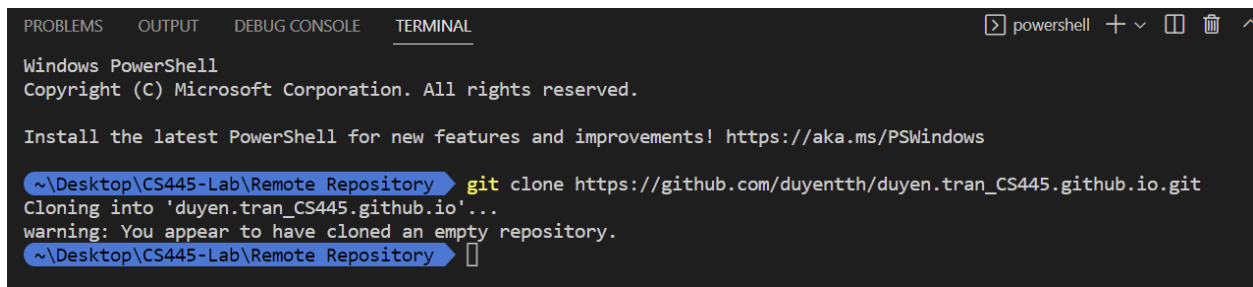 PROBLEMS OUTPUT DEBUG CONSOLE TERMINAL powershell
Windows PowerShell
Copyright (C) Microsoft Corporation. All rights reserved.
Install the latest PowerShell for new features and improvements! https://aka.ms/PSWindows
~\Desktop\CS445-Lab\Remote Repository git clone https://github.com/duyentth/duyen.tran_CS445.github.io.git
Cloning into 'duyen.tran_CS445.github.io'...
warning: You appear to have cloned an empty repository.
~\Desktop\CS445-Lab\Remote Repository